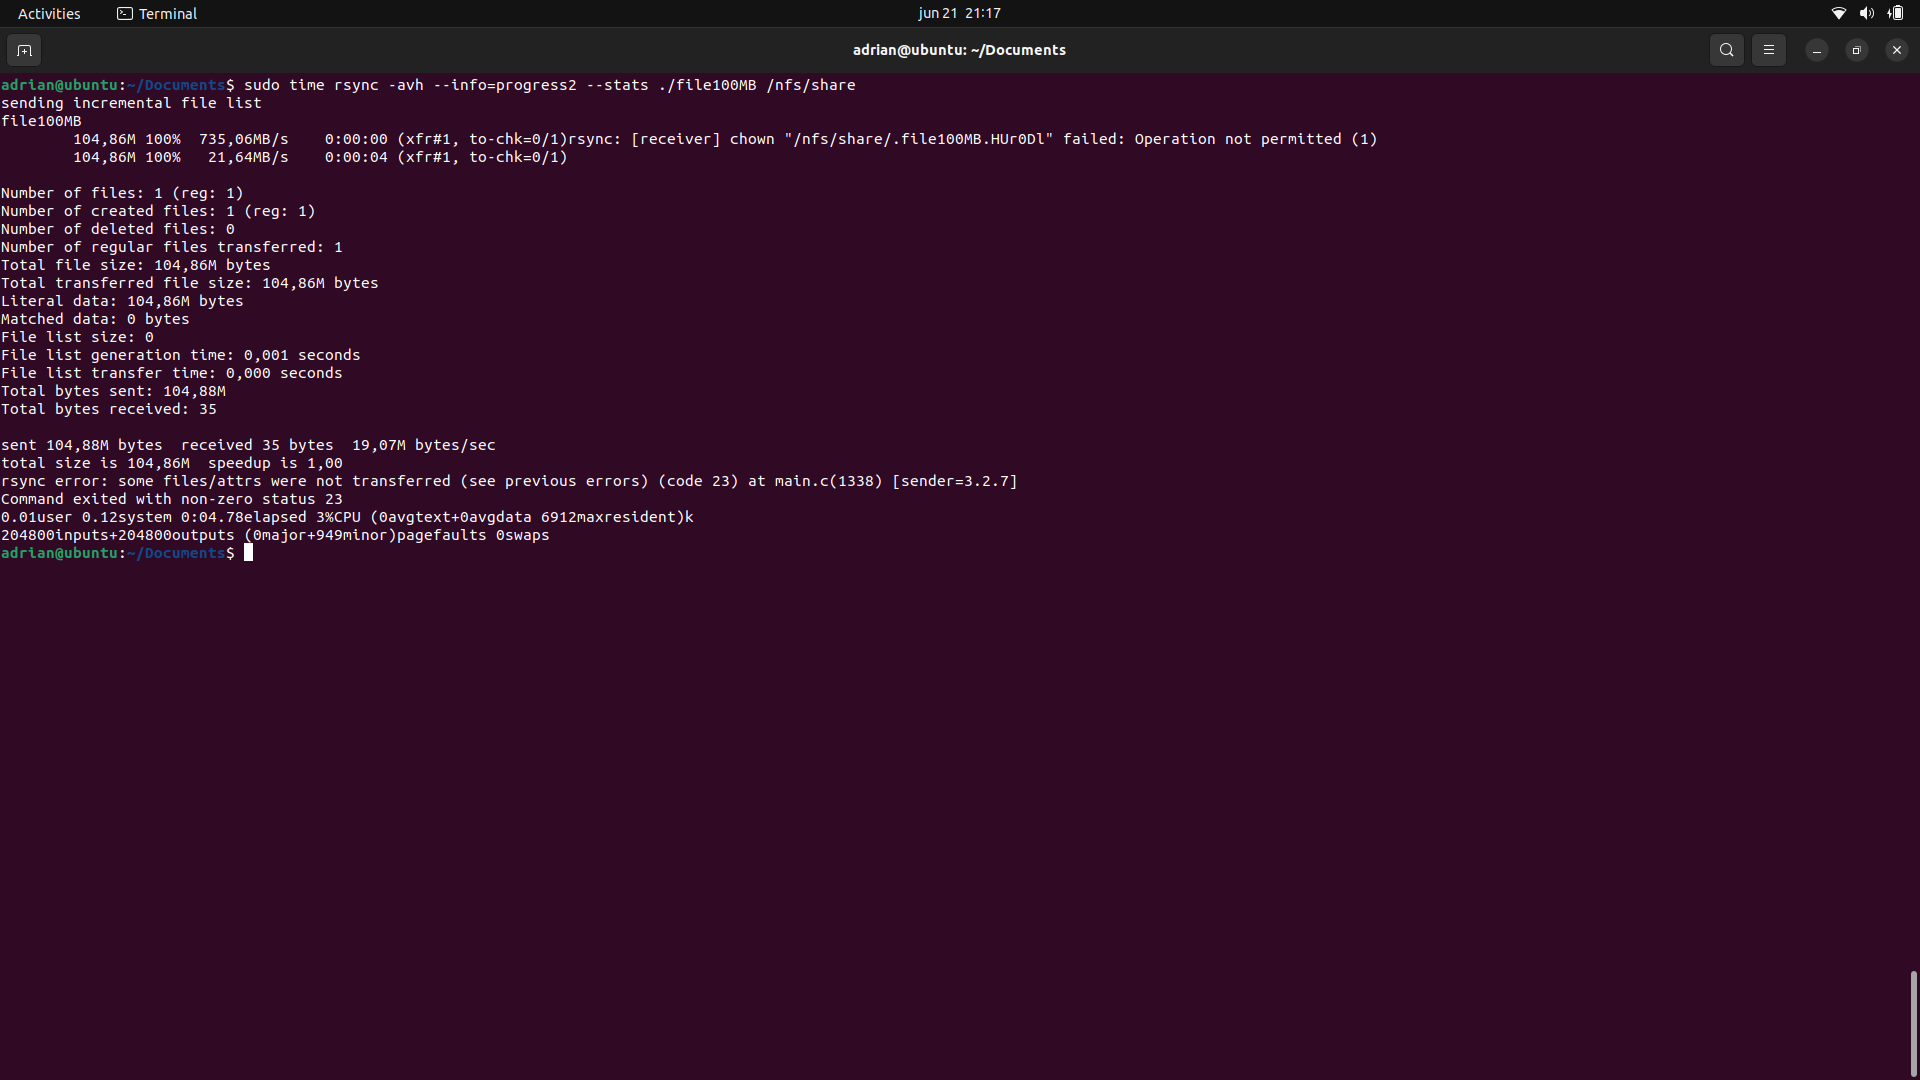 Activities
Terminal
jun 21 21:17
adrian@ubuntu: ~/Documents
adrian@ubuntu:~/Documents$ sudo time rsync -avh --info=progress2 --stats ./file100MB /nfs/share
sending incremental file list
file100MB
        104,86M 100%  735,06MB/s    0:00:00 (xfr#1, to-chk=0/1)rsync: [receiver] chown "/nfs/share/.file100MB.HUr0Dl" failed: Operation not permitted (1)
        104,86M 100%   21,64MB/s    0:00:04 (xfr#1, to-chk=0/1)

Number of files: 1 (reg: 1)
Number of created files: 1 (reg: 1)
Number of deleted files: 0
Number of regular files transferred: 1
Total file size: 104,86M bytes
Total transferred file size: 104,86M bytes
Literal data: 104,86M bytes
Matched data: 0 bytes
File list size: 0
File list generation time: 0,001 seconds
File list transfer time: 0,000 seconds
Total bytes sent: 104,88M
Total bytes received: 35

sent 104,88M bytes  received 35 bytes  19,07M bytes/sec
total size is 104,86M  speedup is 1,00
rsync error: some files/attrs were not transferred (see previous errors) (code 23) at main.c(1338) [sender=3.2.7]
Command exited with non-zero status 23
0.01user 0.12system 0:04.78elapsed 3%CPU (0avgtext+0avgdata 6912maxresident)k
204800inputs+204800outputs (0major+949minor)pagefaults 0swaps
adrian@ubuntu:~/Documents$